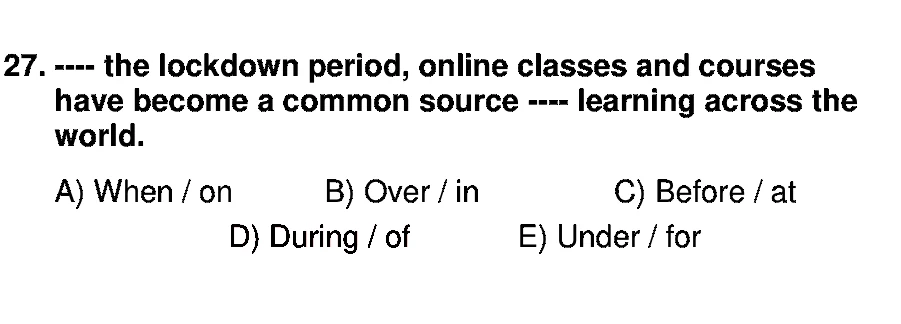 27. ---- the lockdown period, online classes and courses
have become a common source ---- learning across the
world.
A) When / on B) Over / in C) Before / at
D) During / of E) Under / for